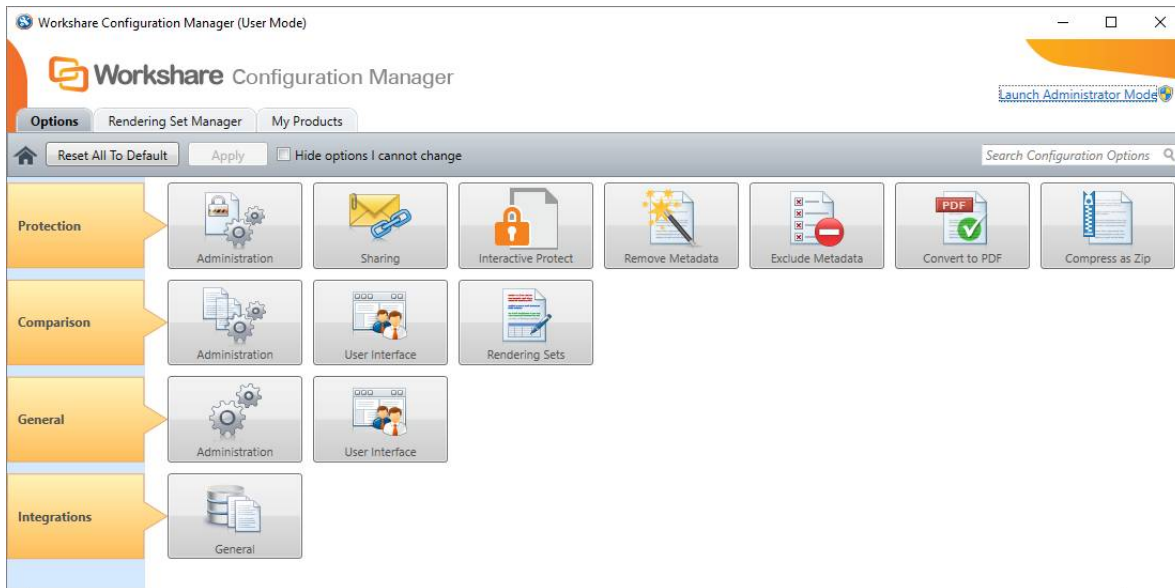 Workshare Configuration Manager (User Mode)
Workshare Configuration Manager
Launch Administrator Mode
Options Rendering Set Manager My Products
Reset All To Default Apply Hide options I cannot change Search Configuration Options
Protection
Administration Sharing Interactive Protect Remove Metadata Exclude Metadata Convert to PDF Compress as Zip
PDF
Comparison
Administration User Interface Rendering Sets
General
Administration User Interface
Integrations
General